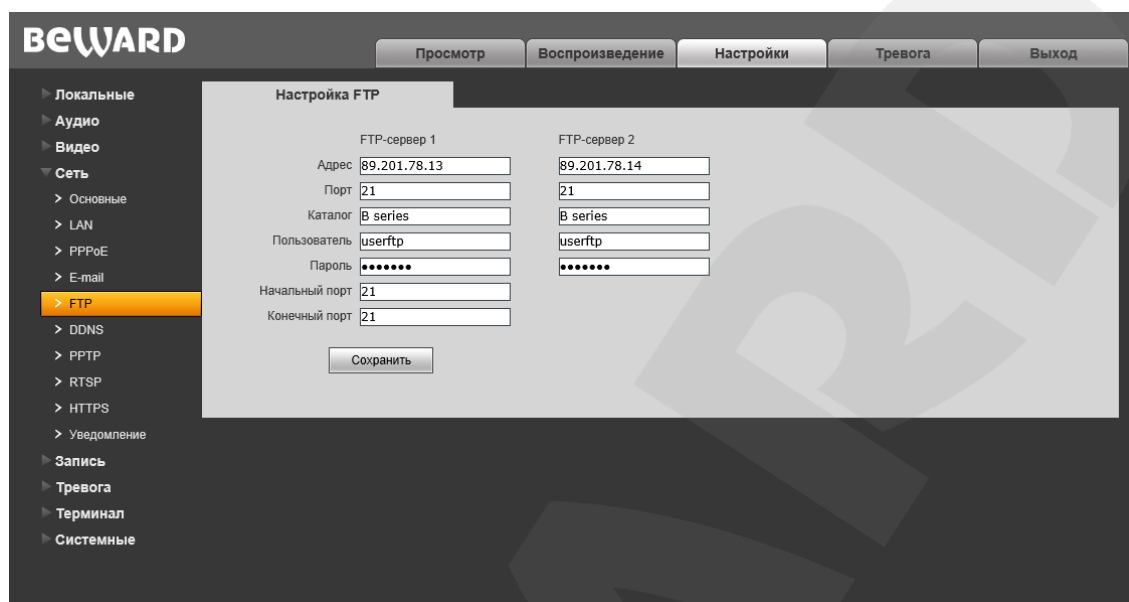 BEWARD
Просмотр Воспроизведение Настройки Тревога Выход
Локальные
Аудио
Видео
Сеть
> Основные
> LAN
> PPPoE
> E-mail
> FTP
> DDNS
> PPTP
> RTSP
> HTTPS
> Уведомление
Запись
Тревога
Терминал
Системные
Настройка FTP
FTP-сервер 1 FTP-сервер 2
Адрес 89.201.78.13 89.201.78.14
Порт 21 21
Каталог B series B series
Пользователь userftp userftp
Пароль ••••••• •••••••
Начальный порт 21
Конечный порт 21
Сохранить